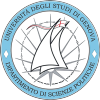 UNIVERSITÀ DEGLI STUDI DI GENOVA
DIPARTIMENTO DI SCIENZE POLITICHE